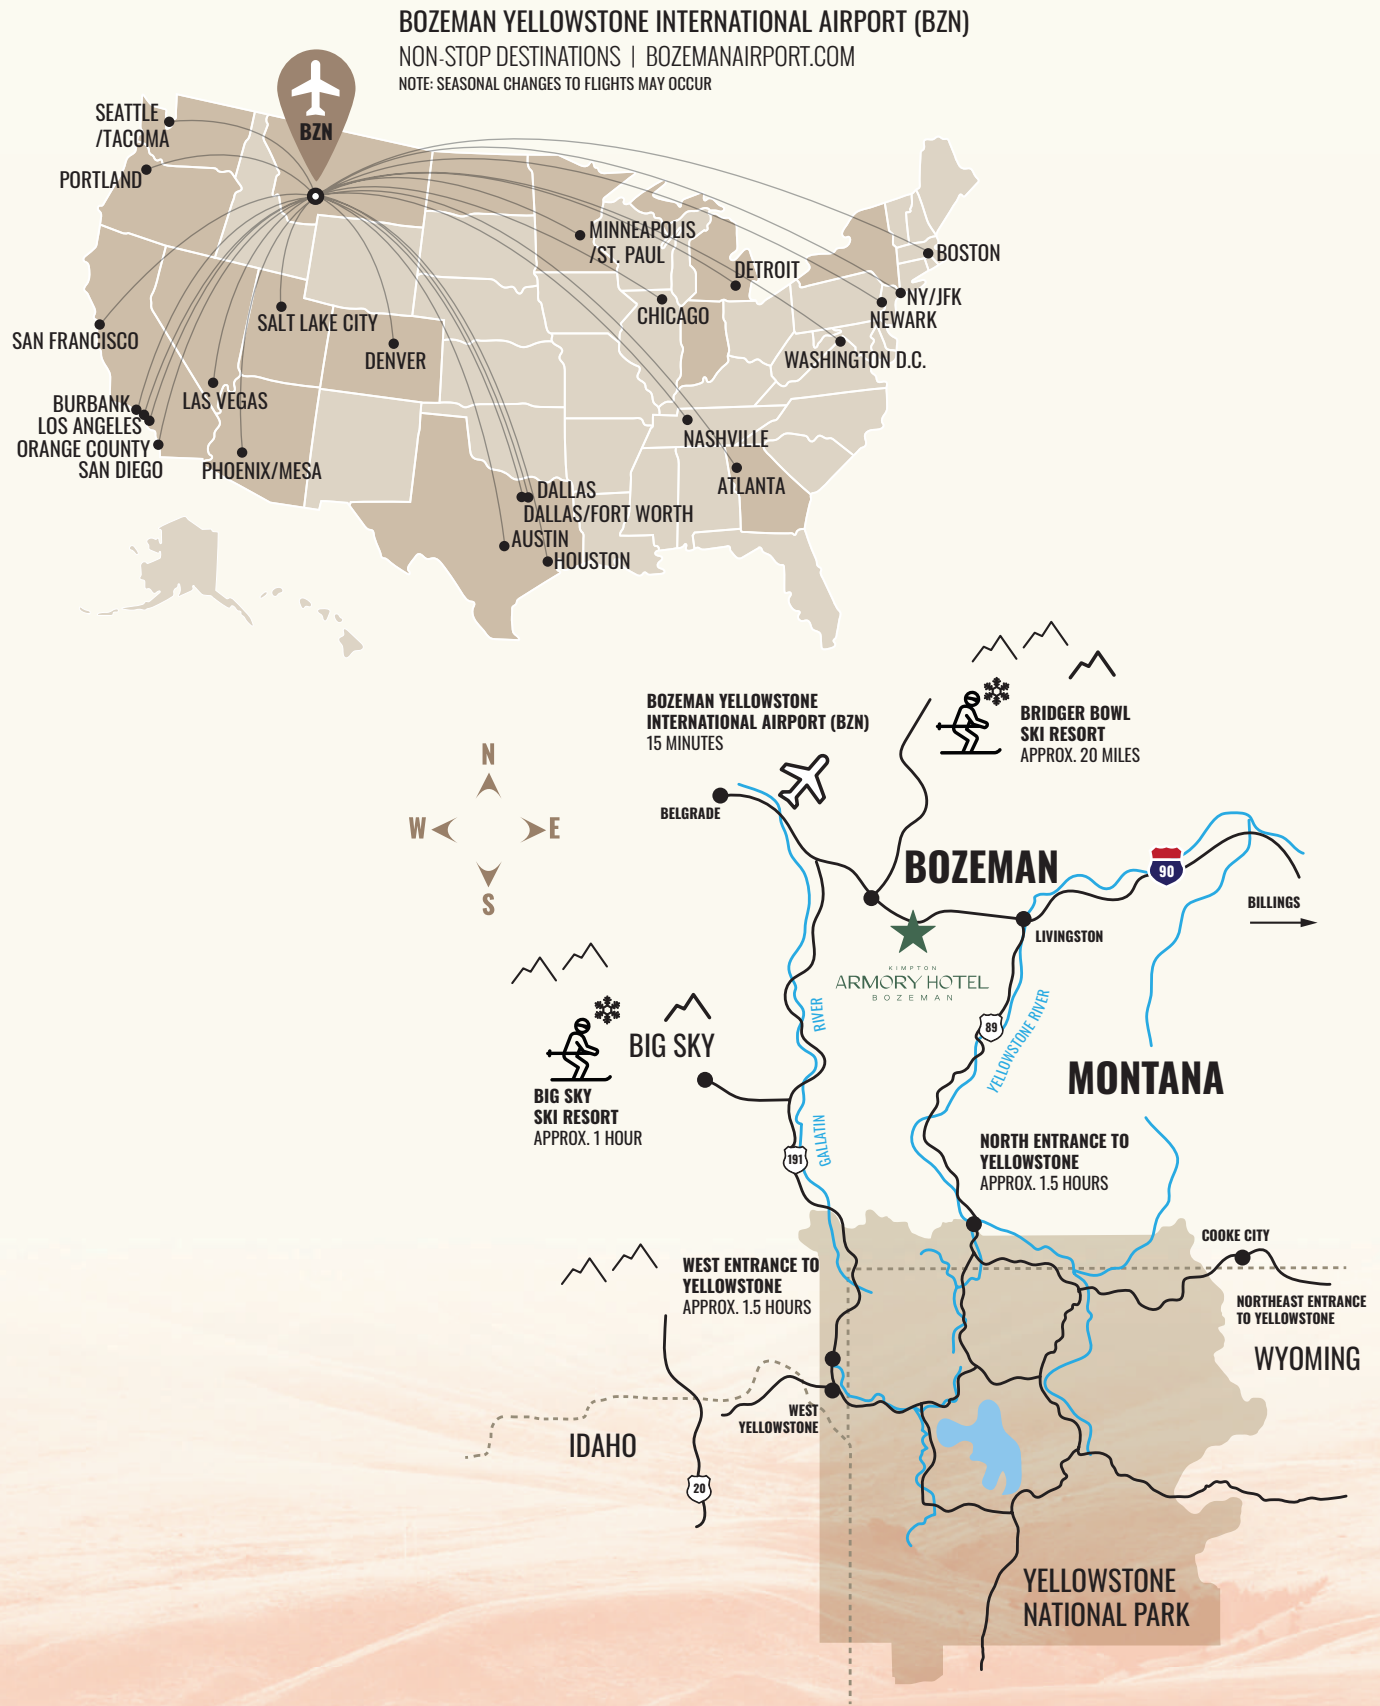 BOZEMAN YELLOWSTONE INTERNATIONAL AIRPORT (BZN)
NON-STOP DESTINATIONS | BOZEMANAIRPORT.COM
NOTE: SEASONAL CHANGES TO FLIGHTS MAY OCCUR
BZN
SEATTLE
/TACOMA
PORTLAND
MINNEAPOLIS
/ST. PAUL
DETROIT
BOSTON
NY/JFK
NEWARK
CHICAGO
WASHINGTON D.C.
SALT LAKE CITY
SAN FRANCISCO
DENVER
LAS VEGAS
BURBANK
LOS ANGELES
ORANGE COUNTY
SAN DIEGO
PHOENIX/MESA
NASHVILLE
ATLANTA
DALLAS
DALLAS/FORT WORTH
AUSTIN
HOUSTON
BOZEMAN YELLOWSTONE
INTERNATIONAL AIRPORT (BZN)
15 MINUTES
BRIDGER BOWL
SKI RESORT
APPROX. 20 MILES
N
W
E
S
BELGRADE
BOZEMAN
90
BILLINGS
LIVINGSTON
KIMPTON
ARMORY HOTEL
BOZEMAN
RIVER
GALLATIN
89
YELLOWSTONE RIVER
BIG SKY
BIG SKY
SKI RESORT
APPROX. 1 HOUR
MONTANA
191
NORTH ENTRANCE TO
YELLOWSTONE
APPROX. 1.5 HOURS
COOKE CITY
WEST ENTRANCE TO
YELLOWSTONE
APPROX. 1.5 HOURS
NORTHEAST ENTRANCE
TO YELLOWSTONE
WYOMING
WEST
YELLOWSTONE
IDAHO
20
YELLOWSTONE
NATIONAL PARK